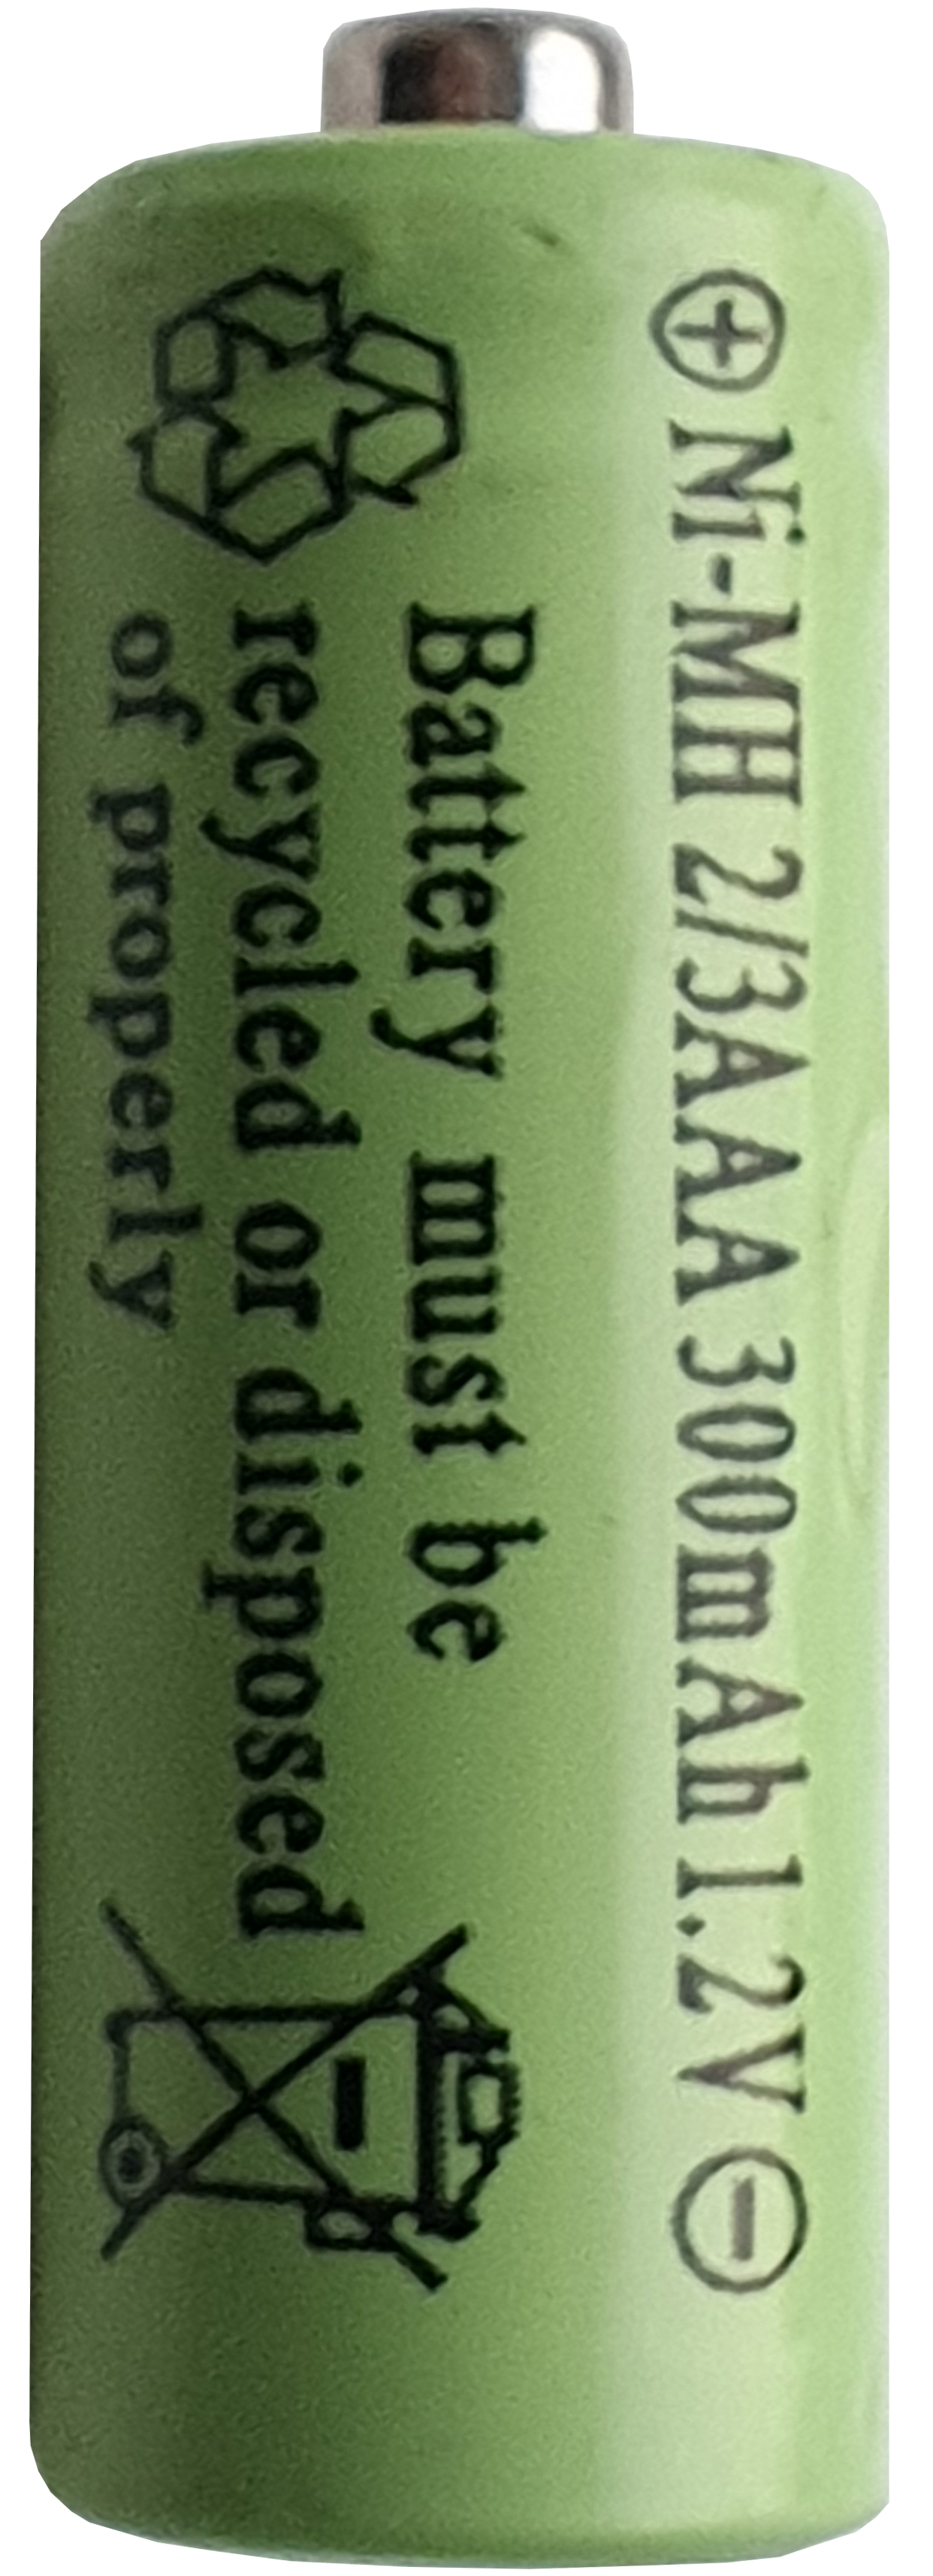 ⊕ Ni-MH 2/3AAA 300mAh 1.2V ⊖
Battery must be
recycled or disposed
of properly